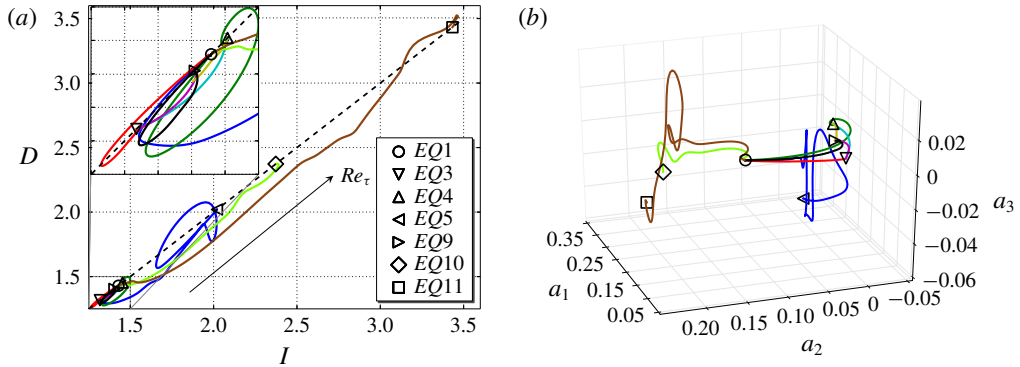 (a)
3.5
3.0
D
2.5
2.0
1.5
1.5 2.0 2.5 3.0 3.5
I
Re_τ
EQ1
EQ3
EQ4
EQ5
EQ9
EQ10
EQ11
(b)
0.02
0
−0.02
−0.04
−0.06
a_3
0.35
0.25
0.15
0.05
a_1
0.20 0.15 0.10 0.05 0 −0.05
a_2